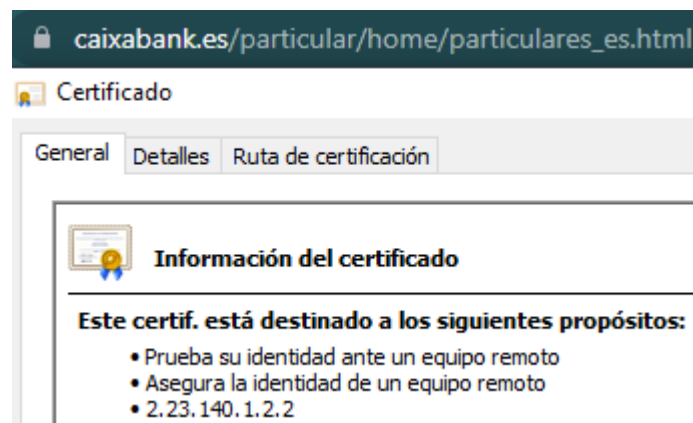 caixabank.es/particular/home/particulares_es.html
Certificado
General Detalles Ruta de certificación
Información del certificado
Este certif. está destinado a los siguientes propósitos:
• Prueba su identidad ante un equipo remoto
• Asegura la identidad de un equipo remoto
• 2.23.140.1.2.2